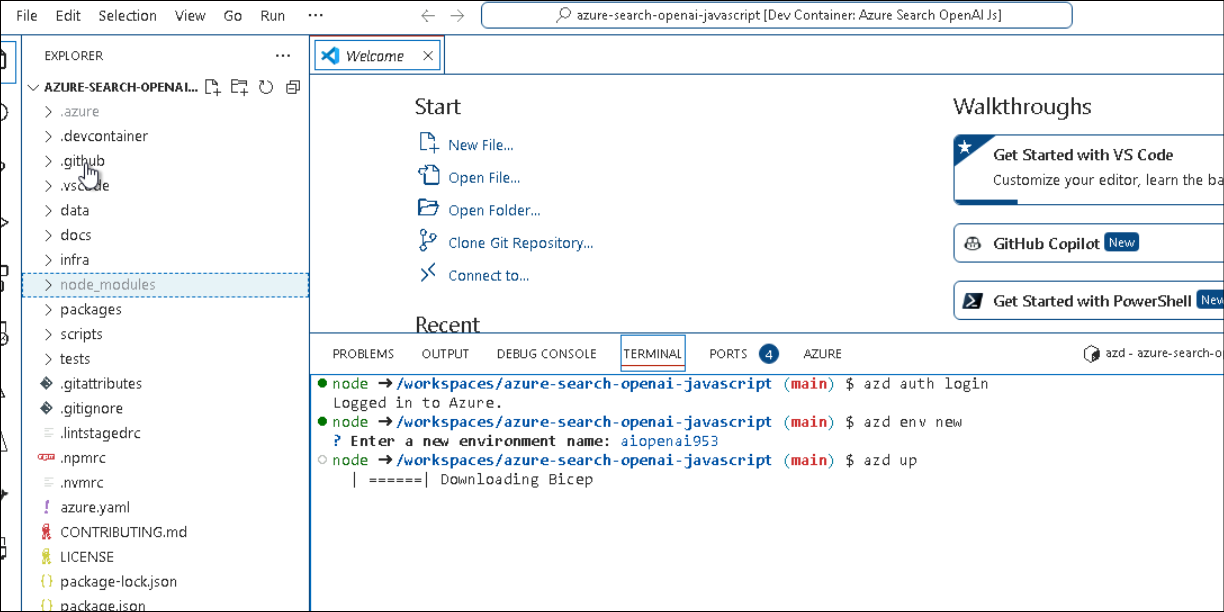 File Edit Selection View Go Run ···
azure-search-openai-javascript [Dev Container: Azure Search OpenAI Js]
EXPLORER ···
AZURE-SEARCH-OPENAI...
.azure
.devcontainer
.github
.vscode
data
docs
infra
node_modules
packages
scripts
tests
.gitattributes
.gitignore
.lintstagedrc
.npmrc
.nvmrc
azure.yaml
CONTRIBUTING.md
LICENSE
package-lock.json
package.json
Welcome
Start
New File...
Open File...
Open Folder...
Clone Git Repository...
Connect to...
Recent
Walkthroughs
Get Started with VS Code
Customize your editor, learn the ba
GitHub Copilot New
Get Started with PowerShell New
PROBLEMS OUTPUT DEBUG CONSOLE TERMINAL PORTS 4 AZURE
azd - azure-search-o
node ➜ /workspaces/azure-search-openai-javascript (main) $ azd auth login
Logged in to Azure.
node ➜ /workspaces/azure-search-openai-javascript (main) $ azd env new
? Enter a new environment name: aiopenai953
node ➜ /workspaces/azure-search-openai-javascript (main) $ azd up
| ======| Downloading Bicep